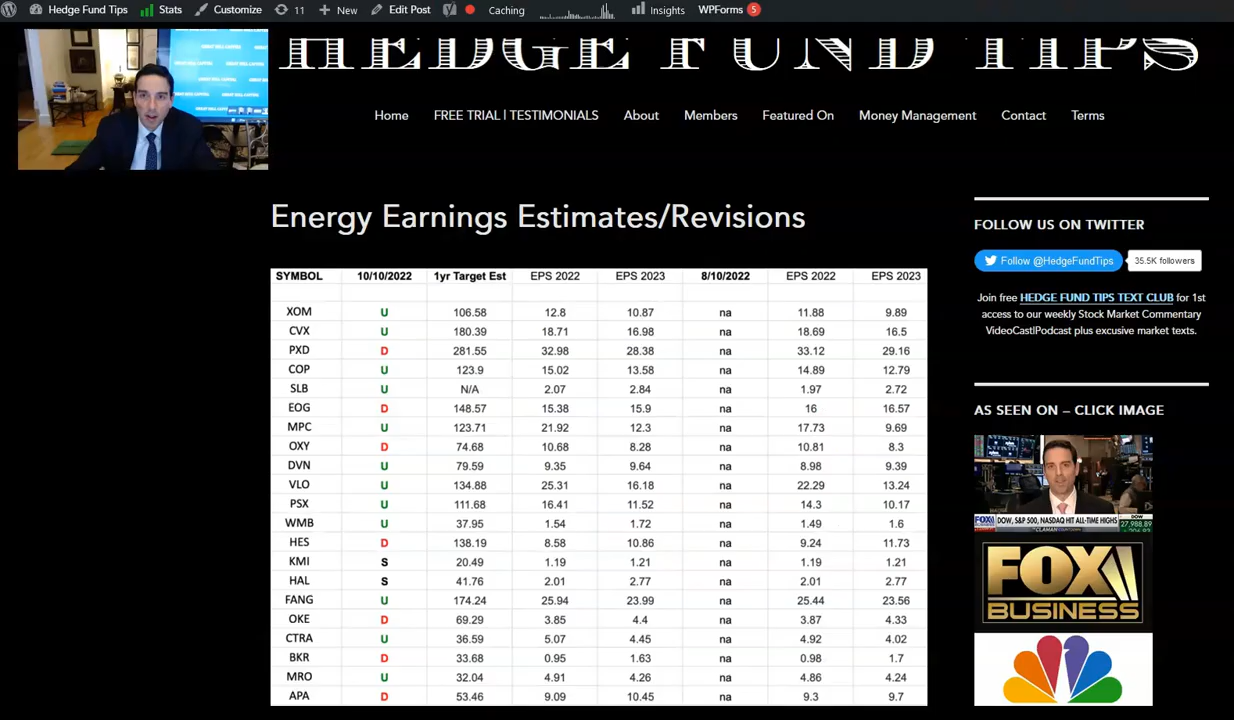 Hedge Fund Tips Stats Customize 11 New Edit Post Caching Insights WPForms 5
HEDGE FUND TIPS
Home FREE TRIAL | TESTIMONIALS About Members Featured On Money Management Contact Terms
Energy Earnings Estimates/Revisions
SYMBOL 10/10/2022 1yr Target Est EPS 2022 EPS 2023 8/10/2022 EPS 2022 EPS 2023
XOM U 106.58 12.8 10.87 na 11.88 9.89
CVX U 180.39 18.71 16.98 na 18.69 16.5
PXD D 281.55 32.98 28.38 na 33.12 29.16
COP U 123.9 15.02 13.58 na 14.89 12.79
SLB U N/A 2.07 2.84 na 1.97 2.72
EOG D 148.57 15.38 15.9 na 16 16.57
MPC U 123.71 21.92 12.3 na 17.73 9.69
OXY D 74.68 10.68 8.28 na 10.81 8.3
DVN U 79.59 9.35 9.64 na 8.98 9.39
VLO U 134.88 25.31 16.18 na 22.29 13.24
PSX U 111.68 16.41 11.52 na 14.3 10.17
WMB U 37.95 1.54 1.72 na 1.49 1.6
HES D 138.19 8.58 10.86 na 9.24 11.73
KMI S 20.49 1.19 1.21 na 1.19 1.21
HAL S 41.76 2.01 2.77 na 2.01 2.77
FANG U 174.24 25.94 23.99 na 25.44 23.56
OKE D 69.29 3.85 4.4 na 3.87 4.33
CTRA U 36.59 5.07 4.45 na 4.92 4.02
BKR D 33.68 0.95 1.63 na 0.98 1.7
MRO U 32.04 4.91 4.26 na 4.86 4.24
APA D 53.46 9.09 10.45 na 9.3 9.7
FOLLOW US ON TWITTER
Follow @HedgeFundTips 35.5K followers
Join free HEDGE FUND TIPS TEXT CLUB for 1st
access to our weekly Stock Market Commentary
VideoCast|Podcast plus excusive market texts.
AS SEEN ON – CLICK IMAGE
FOX DOW, S&P 500, NASDAQ HIT ALL-TIME HIGHS DOW
27,988.89
FOX
BUSINESS